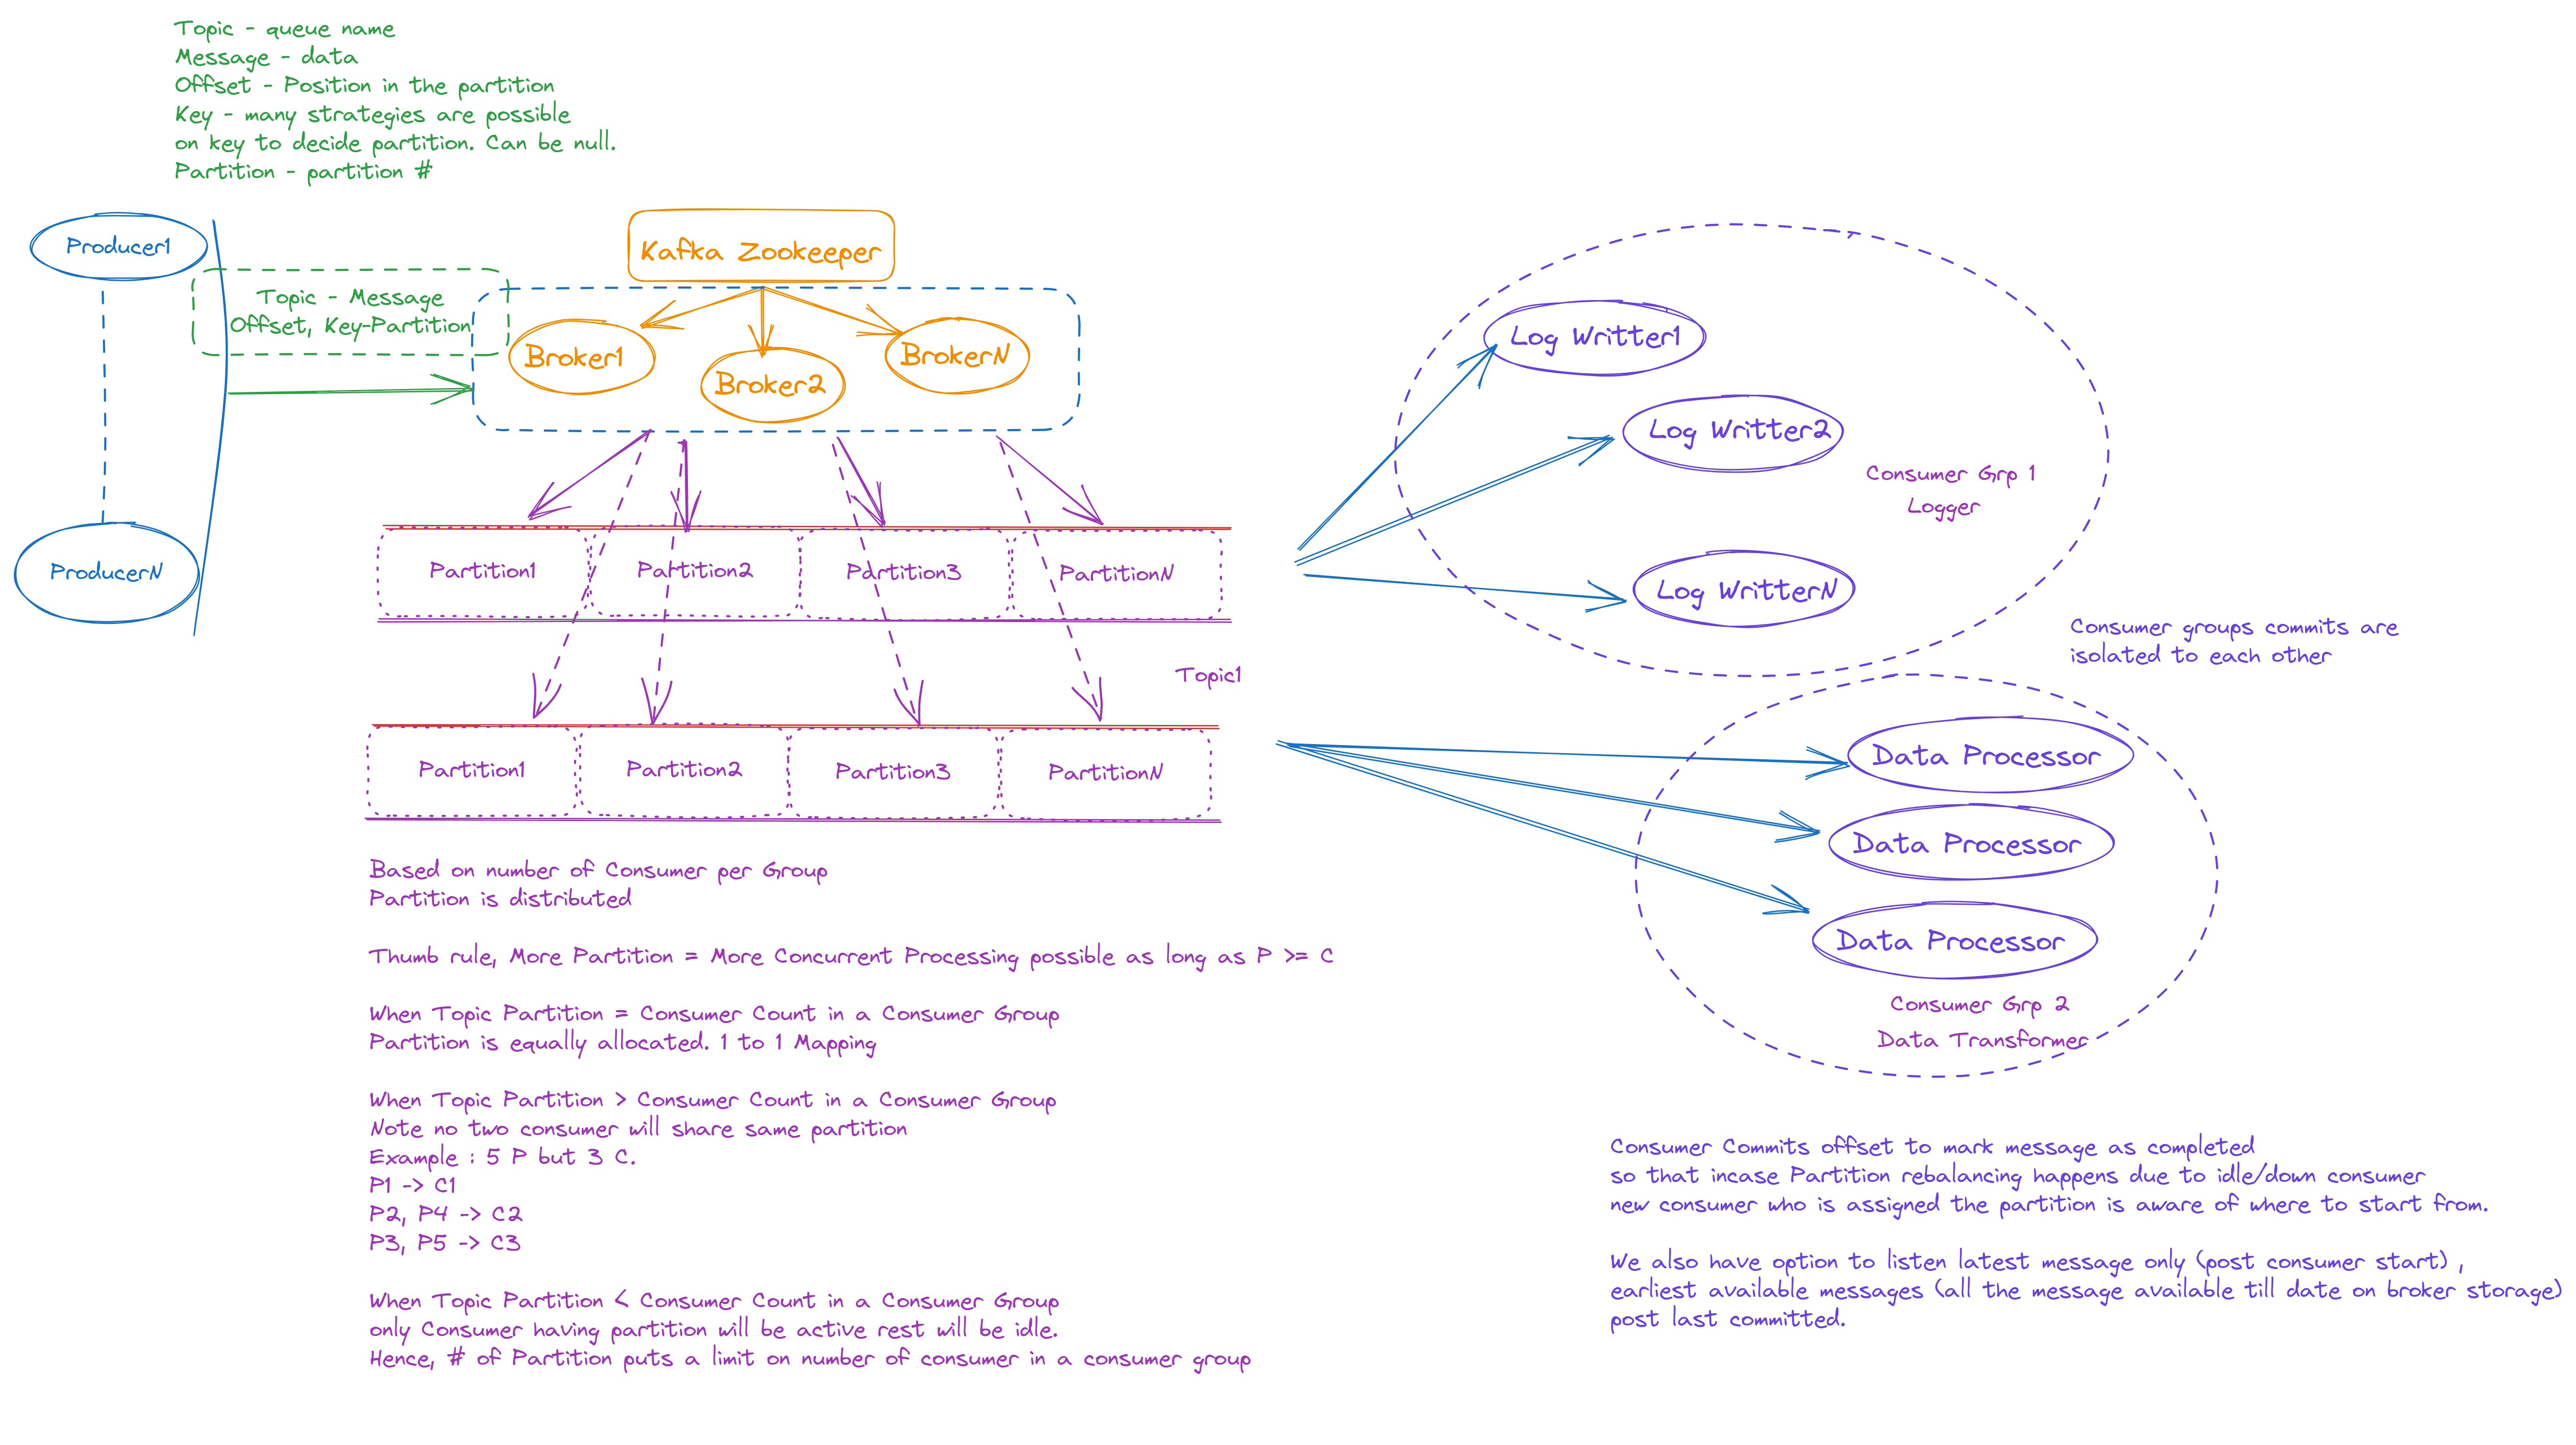 Topic - queue name
Message - data
Offset - Position in the partition
Key - many strategies are possible
on key to decide partition. Can be null.
Partition - partition #
Producer1
ProducerN
Topic - Message
Offset, Key-Partition
Kafka Zookeeper
Broker1
Broker2
BrokerN
Partition1
Partition2
Partition3
PartitionN
Topic1
Partition1
Partition2
Partition3
PartitionN
Based on number of Consumer per Group
Partition is distributed
Thumb rule, More Partition = More Concurrent Processing possible as long as P >= C
When Topic Partition = Consumer Count in a Consumer Group
Partition is equally allocated. 1 to 1 Mapping
When Topic Partition > Consumer Count in a Consumer Group
Note no two consumer will share same partition
Example : 5 P but 3 C.
P1 -> C1
P2, P4 -> C2
P3, P5 -> C3
When Topic Partition < Consumer Count in a Consumer Group
only Consumer having partition will be active rest will be idle.
Hence, # of Partition puts a limit on number of consumer in a consumer group
Log Writter1
Log Writter2
Log WritterN
Consumer Grp 1
Logger
Consumer groups commits are
isolated to each other
Data Processor
Data Processor
Data Processor
Consumer Grp 2
Data Transformer
Consumer Commits offset to mark message as completed
so that incase Partition rebalancing happens due to idle/down consumer
new consumer who is assigned the partition is aware of where to start from.
We also have option to listen latest message only (post consumer start) ,
earliest available messages (all the message available till date on broker storage)
post last committed.